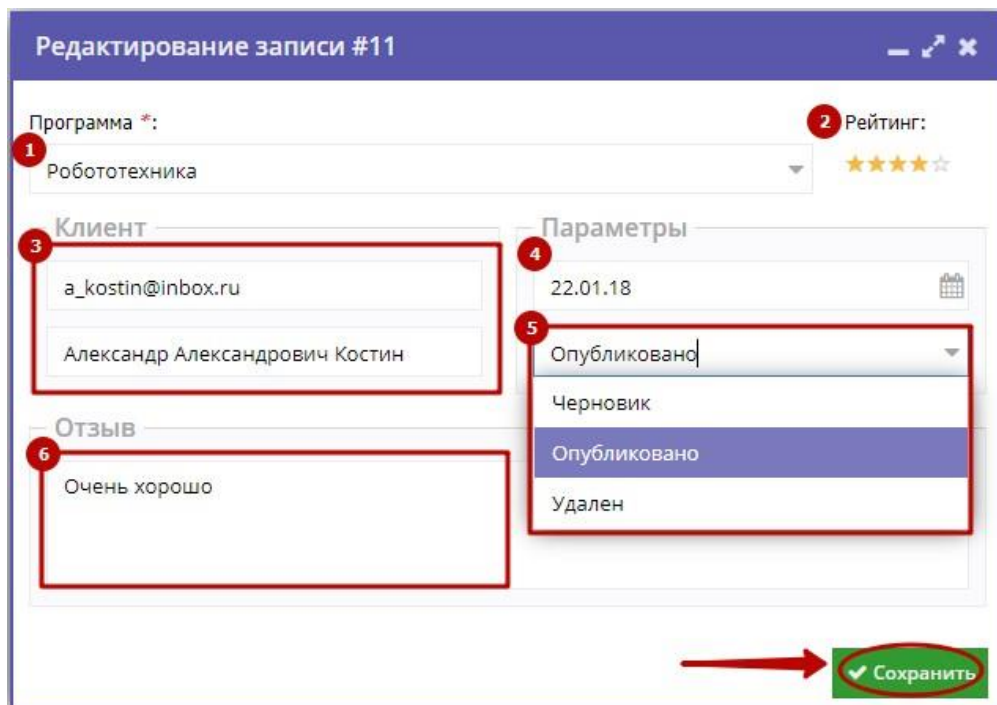 Редактирование записи #11
Программа *:
2 Рейтинг:
1
Робототехника
Клиент
Параметры
3
4
a_kostin@inbox.ru
22.01.18
5
Александр Александрович Костин
Опубликовано
Черновик
Отзыв
Опубликовано
6
Очень хорошо
Удален
Сохранить